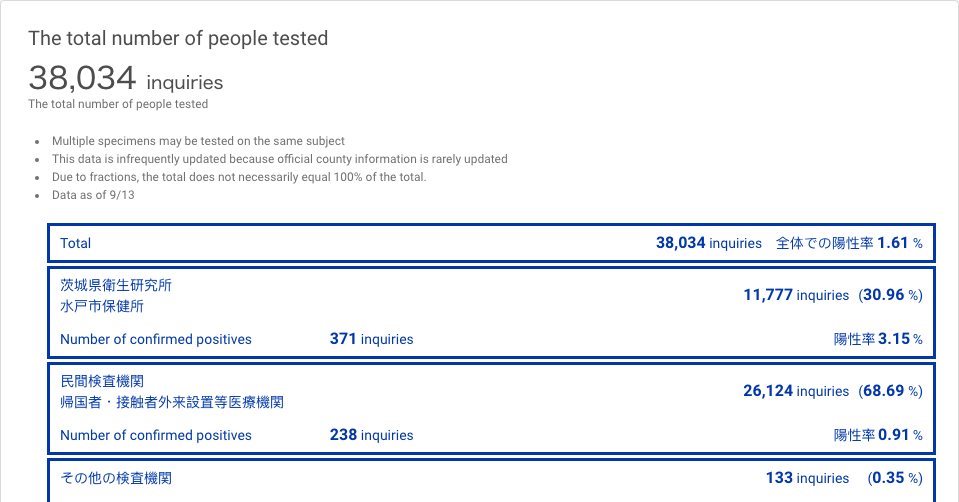 The total number of people tested
38,034 inquiries
The total number of people tested
• Multiple specimens may be tested on the same subject
• This data is infrequently updated because official county information is rarely updated
• Due to fractions, the total does not necessarily equal 100% of the total.
• Data as of 9/13
Total 38,034 inquiries 全体での陽性率 1.61 %
茨城県衛生研究所
水戸市保健所
11,777 inquiries (30.96 %)
Number of confirmed positives 371 inquiries 陽性率 3.15 %
民間検査機関
帰国者・接触者外来設置等医療機関
26,124 inquiries (68.69 %)
Number of confirmed positives 238 inquiries 陽性率 0.91 %
その他の検査機関 133 inquiries (0.35 %)